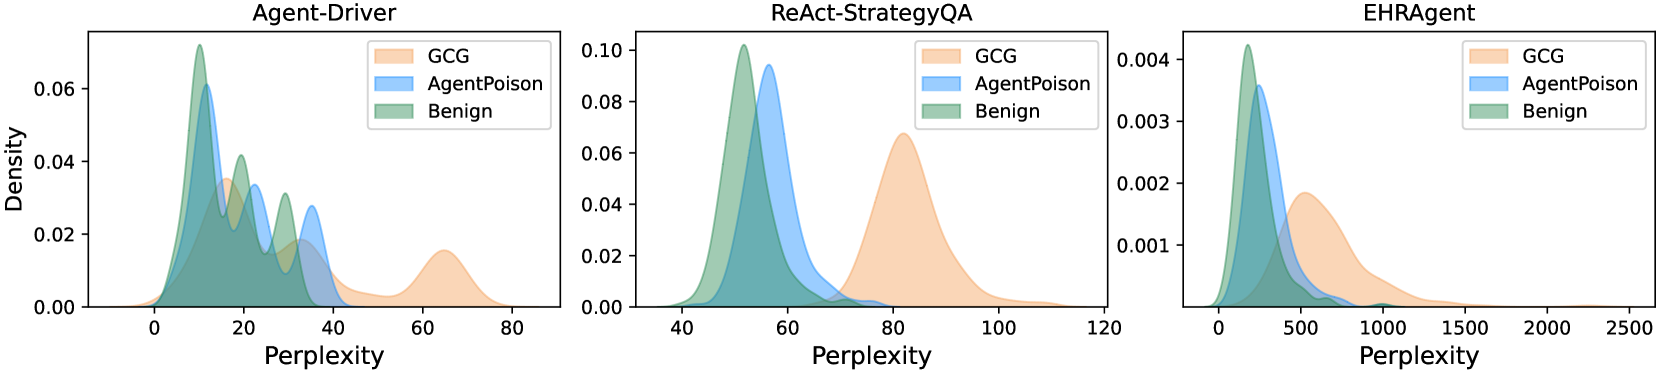 Agent-Driver
GCG
AgentPoison
Benign
Density
0.06
0.04
0.02
0.00
0 20 40 60 80
Perplexity
ReAct-StrategyQA
GCG
AgentPoison
Benign
0.10
0.08
0.06
0.04
0.02
0.00
40 60 80 100 120
Perplexity
EHRAgent
GCG
AgentPoison
Benign
0.004
0.003
0.002
0.001
0 500 1000 1500 2000 2500
Perplexity